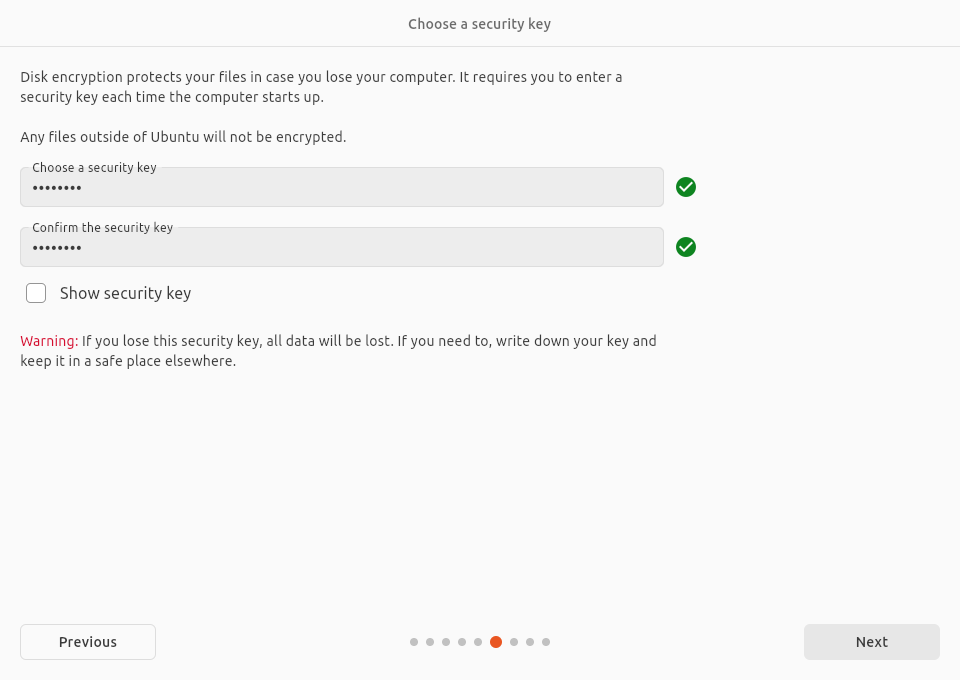 Choose a security key
Disk encryption protects your files in case you lose your computer. It requires you to enter a
security key each time the computer starts up.
Any files outside of Ubuntu will not be encrypted.
Choose a security key
••••••••
Confirm the security key
••••••••
Show security key
Warning: If you lose this security key, all data will be lost. If you need to, write down your key and
keep it in a safe place elsewhere.
Previous
Next